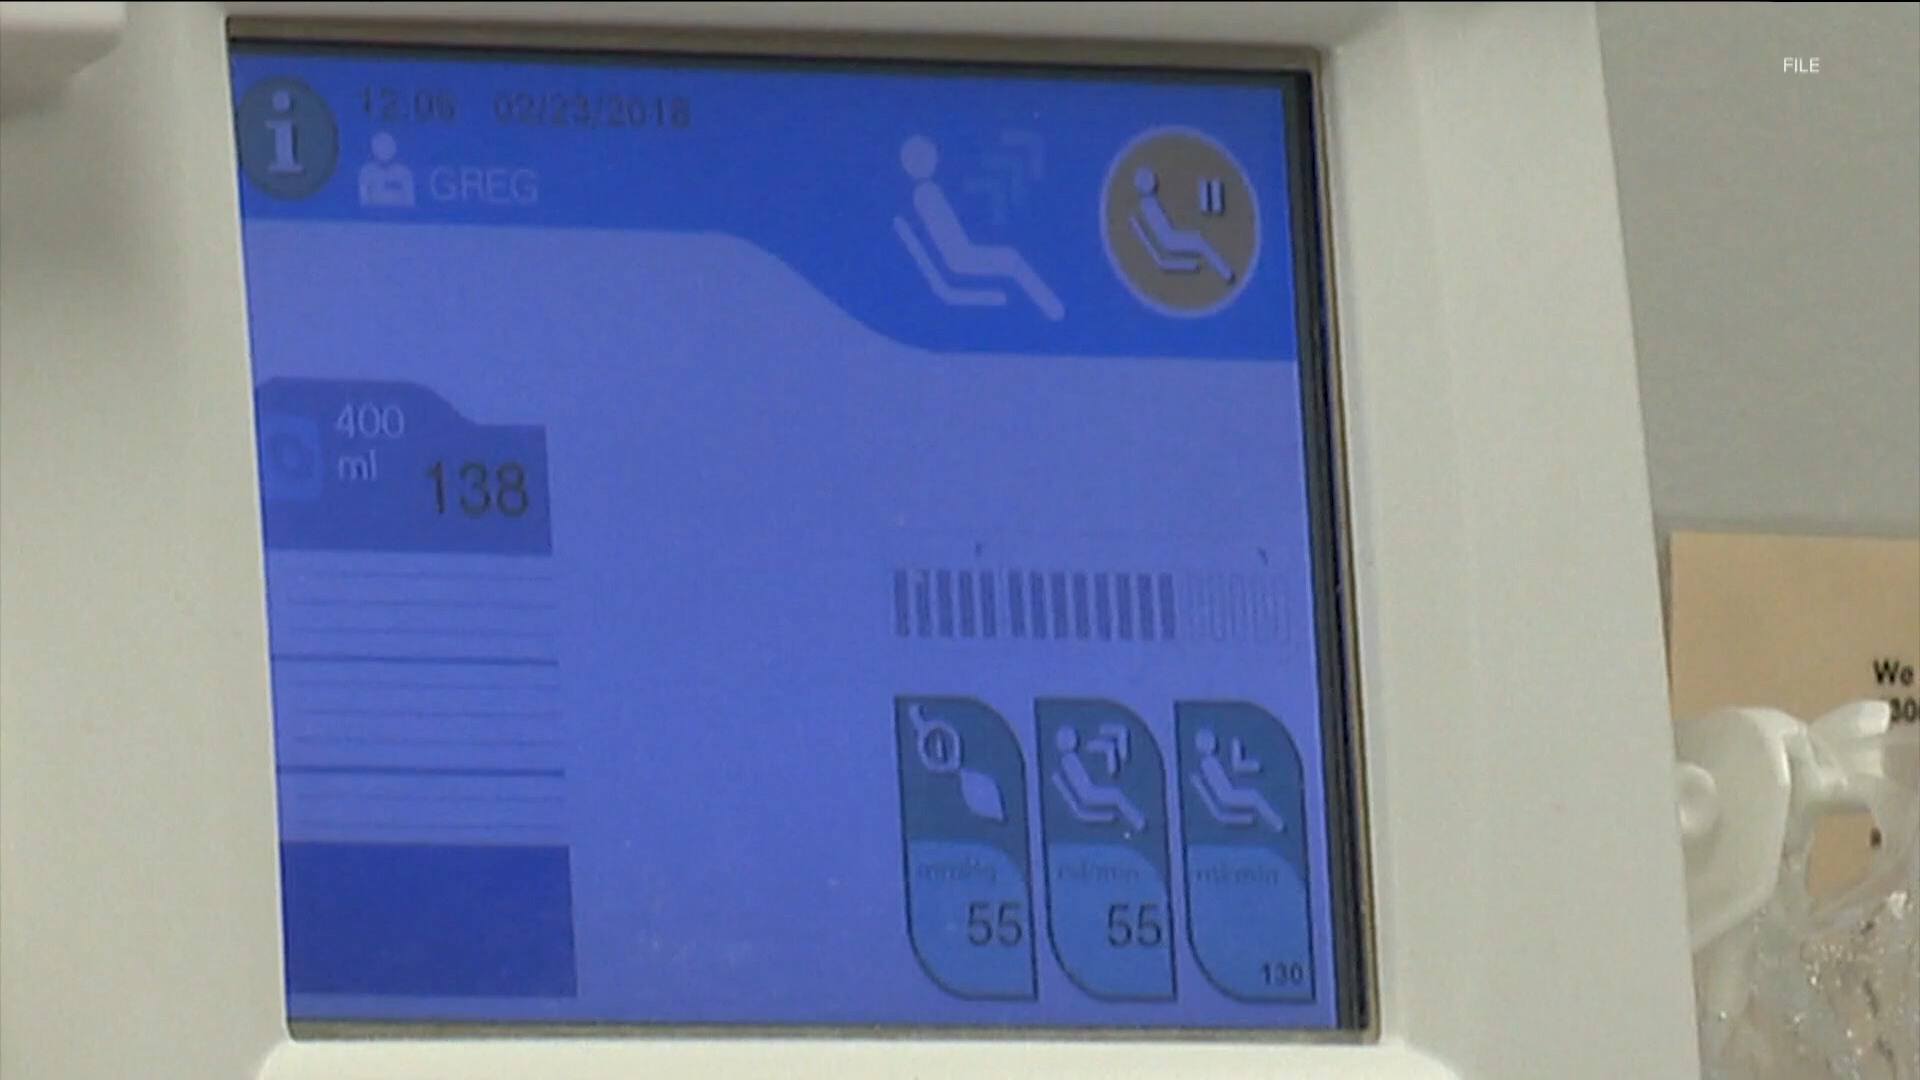 FILE
12:06 02/23/2018
GREG
400
ml
138
mmHg
ml/min
ml/min
55
55
130
We